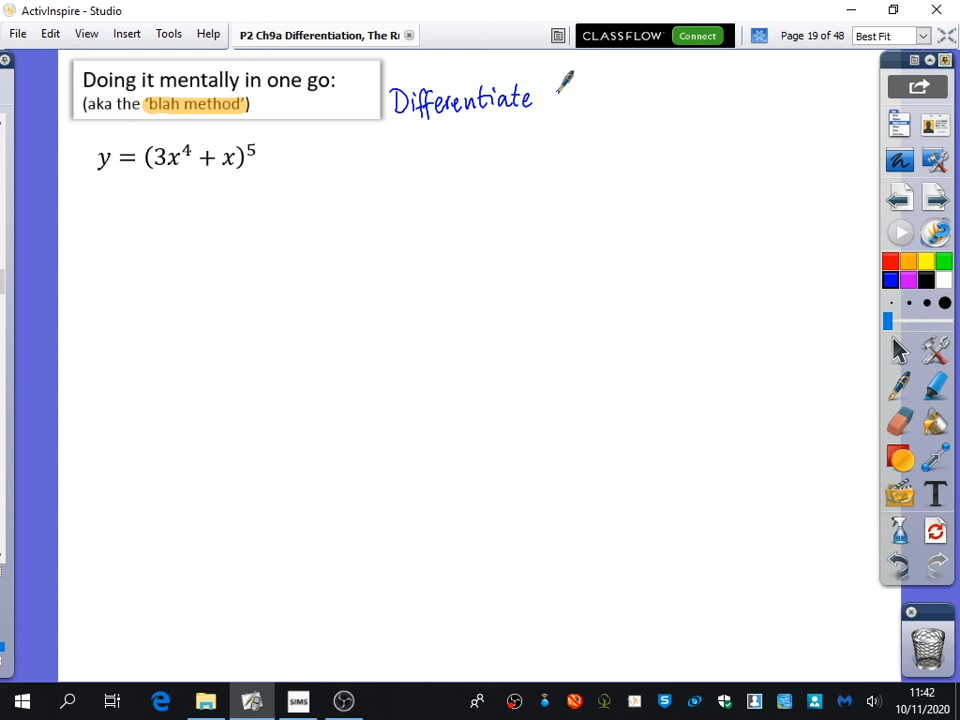 ActivInspire - Studio
File Edit View Insert Tools Help
P2 Ch9a Differentiation, The Ru
CLASSFLOW Connect
Page 19 of 48
Best Fit
Doing it mentally in one go:
(aka the 'blah method')
Differentiate
y = (3x⁴ + x)⁵
T
SIMS
11:42
10/11/2020